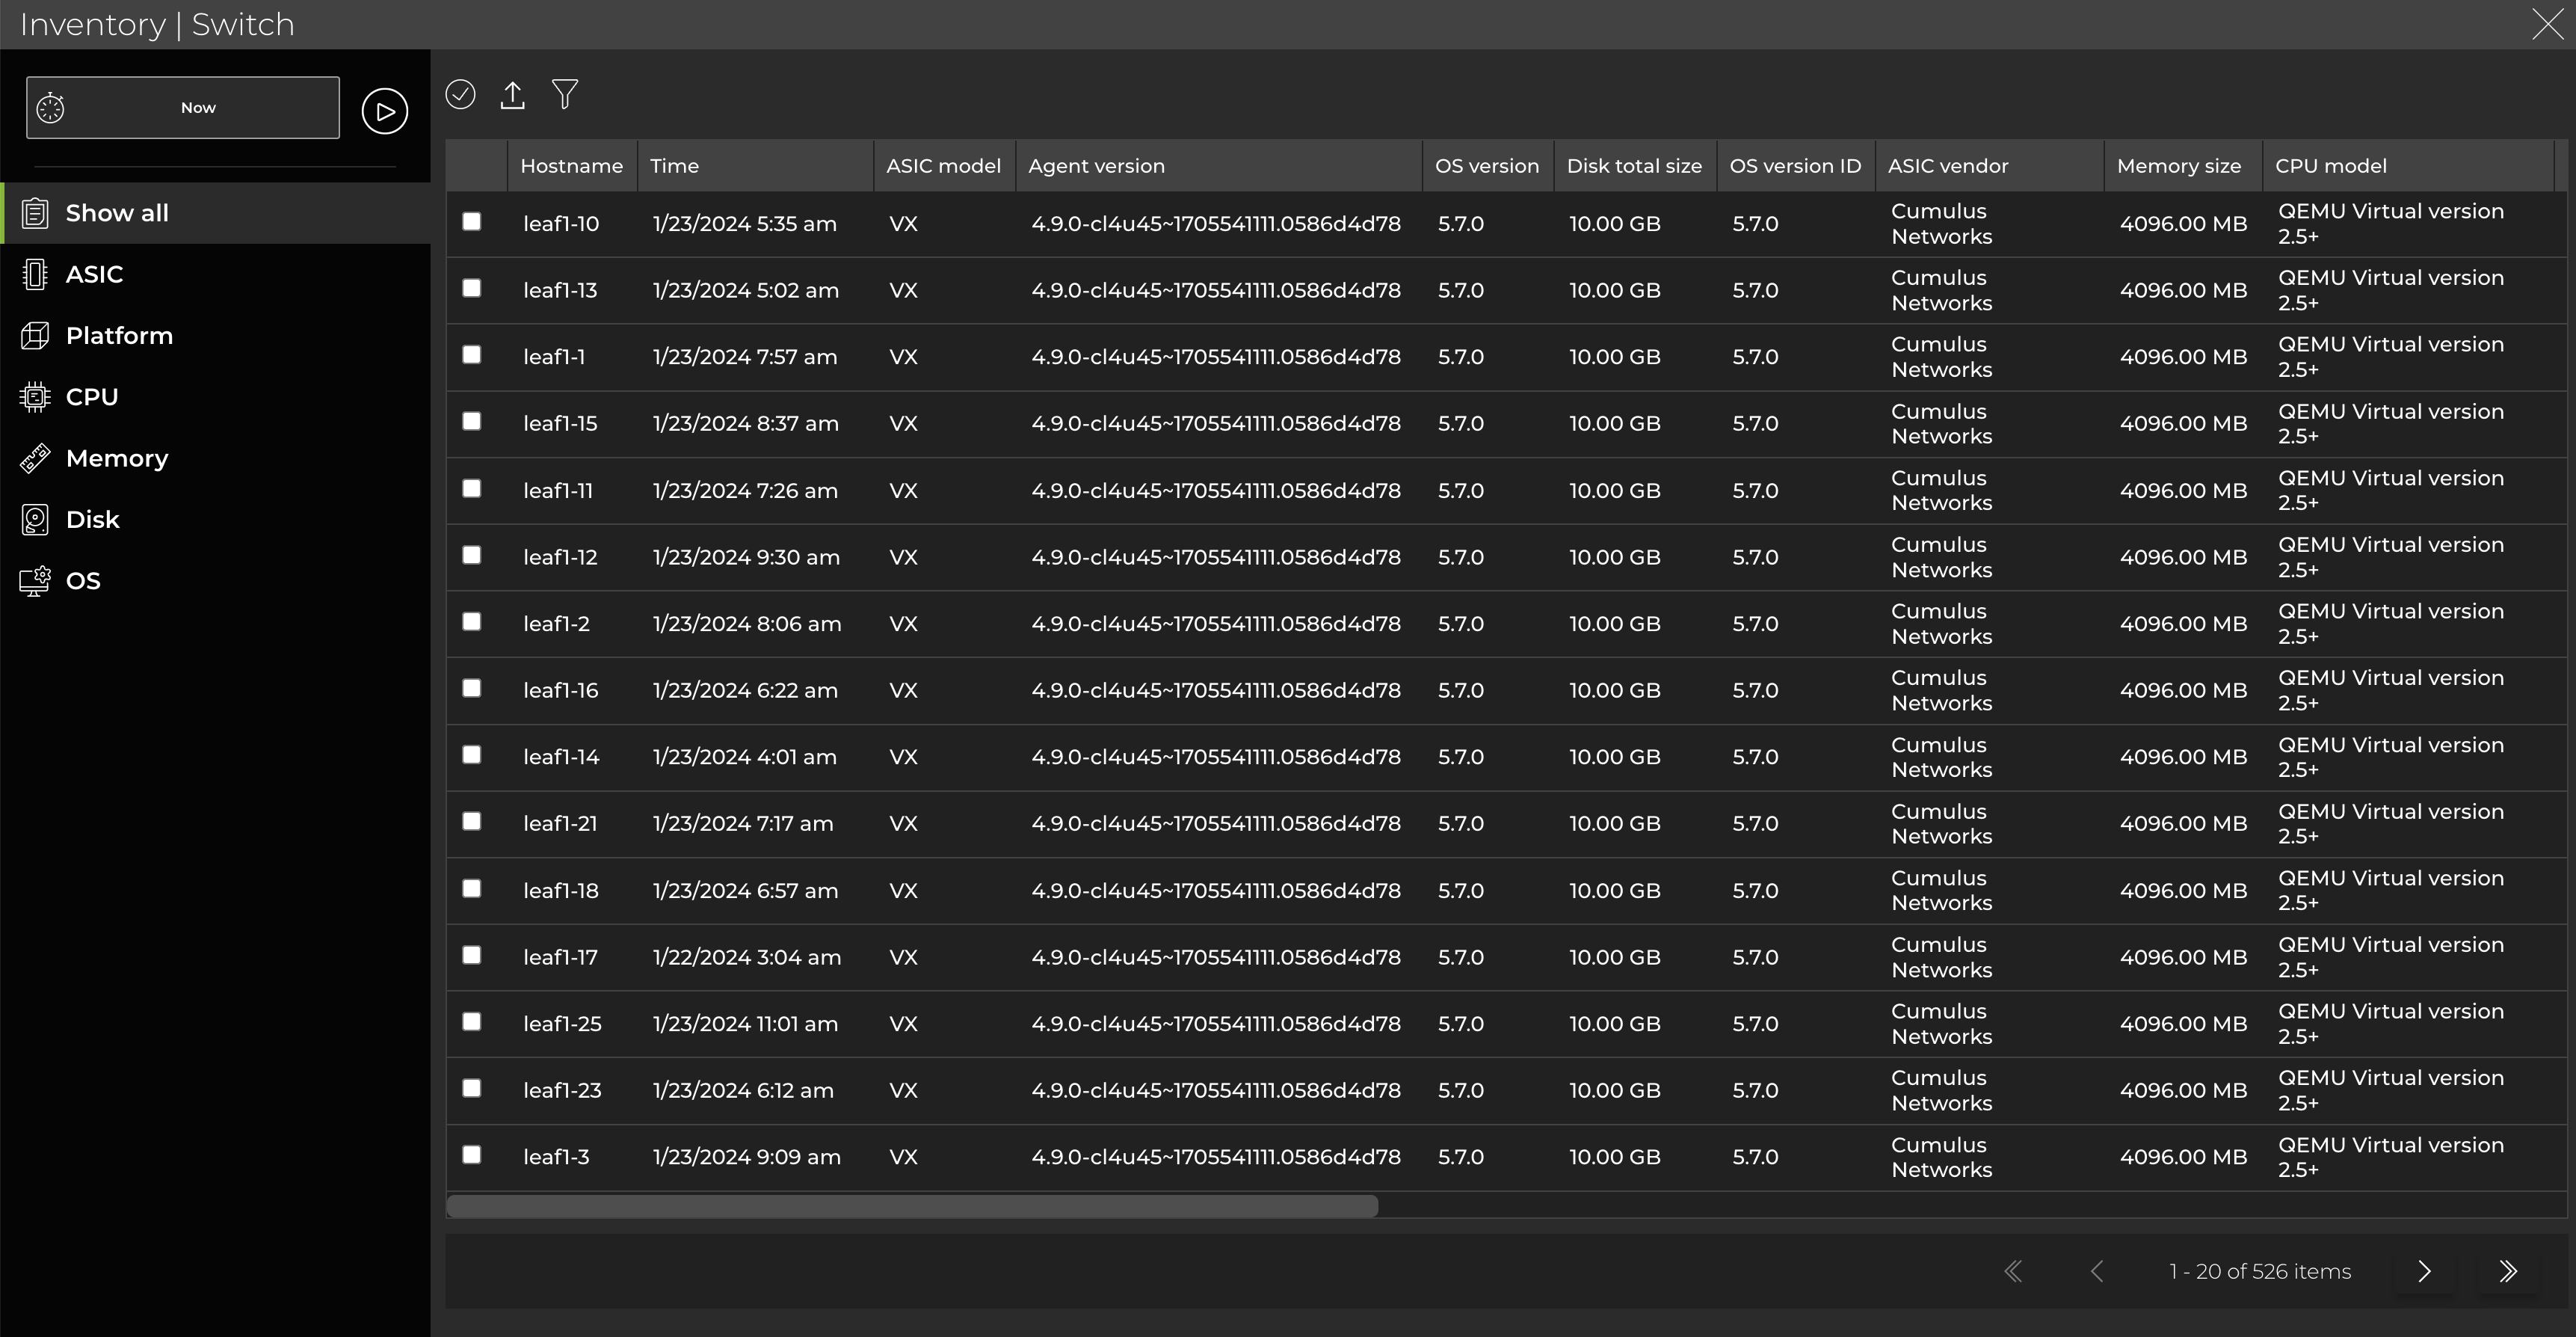 Inventory | Switch
Now
Show all
ASIC
Platform
CPU
Memory
Disk
OS
Hostname Time ASIC model Agent version OS version Disk total size OS version ID ASIC vendor Memory size CPU model
leaf1-10 1/23/2024 5:35 am VX 4.9.0-cl4u45~1705541111.0586d4d78 5.7.0 10.00 GB 5.7.0 Cumulus Networks 4096.00 MB QEMU Virtual version 2.5+
leaf1-13 1/23/2024 5:02 am VX 4.9.0-cl4u45~1705541111.0586d4d78 5.7.0 10.00 GB 5.7.0 Cumulus Networks 4096.00 MB QEMU Virtual version 2.5+
leaf1-1 1/23/2024 7:57 am VX 4.9.0-cl4u45~1705541111.0586d4d78 5.7.0 10.00 GB 5.7.0 Cumulus Networks 4096.00 MB QEMU Virtual version 2.5+
leaf1-15 1/23/2024 8:37 am VX 4.9.0-cl4u45~1705541111.0586d4d78 5.7.0 10.00 GB 5.7.0 Cumulus Networks 4096.00 MB QEMU Virtual version 2.5+
leaf1-11 1/23/2024 7:26 am VX 4.9.0-cl4u45~1705541111.0586d4d78 5.7.0 10.00 GB 5.7.0 Cumulus Networks 4096.00 MB QEMU Virtual version 2.5+
leaf1-12 1/23/2024 9:30 am VX 4.9.0-cl4u45~1705541111.0586d4d78 5.7.0 10.00 GB 5.7.0 Cumulus Networks 4096.00 MB QEMU Virtual version 2.5+
leaf1-2 1/23/2024 8:06 am VX 4.9.0-cl4u45~1705541111.0586d4d78 5.7.0 10.00 GB 5.7.0 Cumulus Networks 4096.00 MB QEMU Virtual version 2.5+
leaf1-16 1/23/2024 6:22 am VX 4.9.0-cl4u45~1705541111.0586d4d78 5.7.0 10.00 GB 5.7.0 Cumulus Networks 4096.00 MB QEMU Virtual version 2.5+
leaf1-14 1/23/2024 4:01 am VX 4.9.0-cl4u45~1705541111.0586d4d78 5.7.0 10.00 GB 5.7.0 Cumulus Networks 4096.00 MB QEMU Virtual version 2.5+
leaf1-21 1/23/2024 7:17 am VX 4.9.0-cl4u45~1705541111.0586d4d78 5.7.0 10.00 GB 5.7.0 Cumulus Networks 4096.00 MB QEMU Virtual version 2.5+
leaf1-18 1/23/2024 6:57 am VX 4.9.0-cl4u45~1705541111.0586d4d78 5.7.0 10.00 GB 5.7.0 Cumulus Networks 4096.00 MB QEMU Virtual version 2.5+
leaf1-17 1/22/2024 3:04 am VX 4.9.0-cl4u45~1705541111.0586d4d78 5.7.0 10.00 GB 5.7.0 Cumulus Networks 4096.00 MB QEMU Virtual version 2.5+
leaf1-25 1/23/2024 11:01 am VX 4.9.0-cl4u45~1705541111.0586d4d78 5.7.0 10.00 GB 5.7.0 Cumulus Networks 4096.00 MB QEMU Virtual version 2.5+
leaf1-23 1/23/2024 6:12 am VX 4.9.0-cl4u45~1705541111.0586d4d78 5.7.0 10.00 GB 5.7.0 Cumulus Networks 4096.00 MB QEMU Virtual version 2.5+
leaf1-3 1/23/2024 9:09 am VX 4.9.0-cl4u45~1705541111.0586d4d78 5.7.0 10.00 GB 5.7.0 Cumulus Networks 4096.00 MB QEMU Virtual version 2.5+
1 - 20 of 526 items